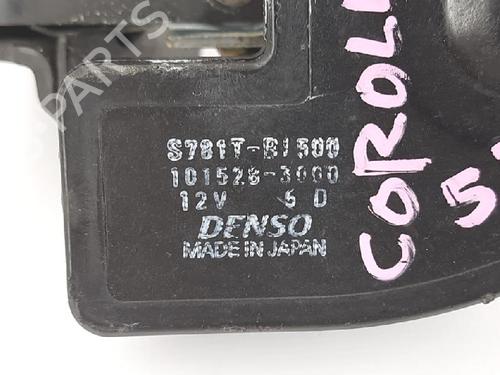 S781T-BJ500
101526-3000
12V 5 D
DENSO
MADE IN JAPAN
COROLL
PARTS